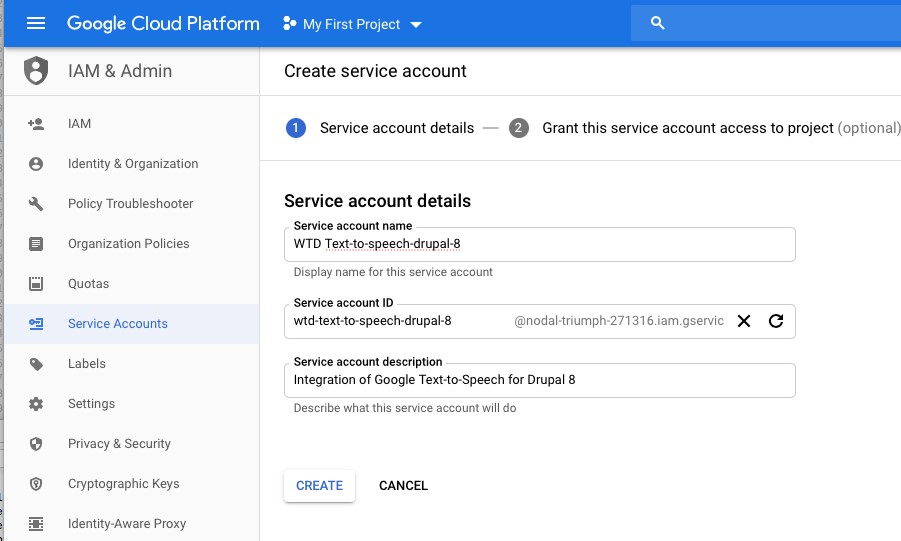 Google Cloud Platform
My First Project
IAM & Admin
Create service account
1 Service account details — 2 Grant this service account access to project (optional)
IAM
Identity & Organization
Policy Troubleshooter
Organization Policies
Quotas
Service Accounts
Labels
Settings
Privacy & Security
Cryptographic Keys
Identity-Aware Proxy
Service account details
Service account name
WTD Text-to-speech-drupal-8
Display name for this service account
Service account ID
wtd-text-to-speech-drupal-8 @nodal-triumph-271316.iam.gservic
Service account description
Integration of Google Text-to-Speech for Drupal 8
Describe what this service account will do
CREATE CANCEL